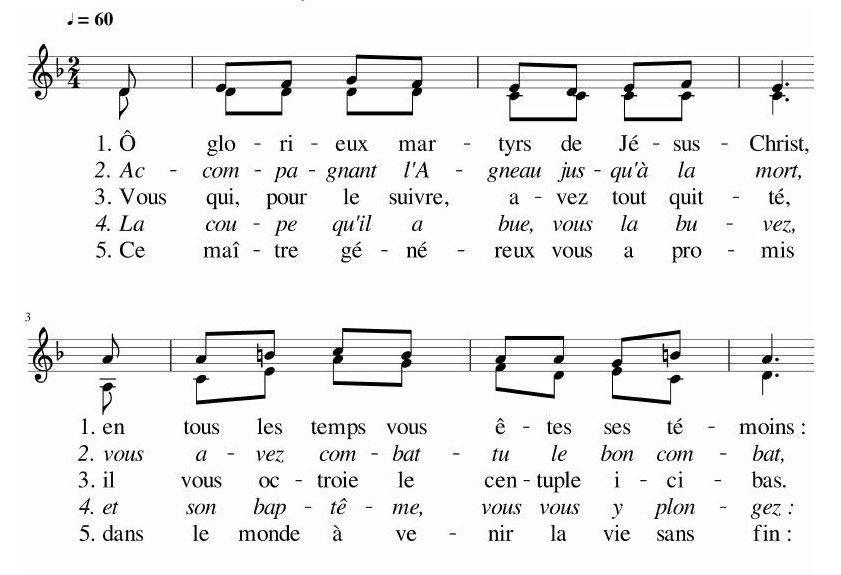 ♩ = 60
2
4
1. Ô glo - ri - eux mar - tyrs de Jé - sus - Christ,
2. Ac - com - pa - gnant l'A - gneau jus - qu'à la mort,
3. Vous qui, pour le suivre, a - vez tout quit - té,
4. La cou - pe qu'il a bue, vous la bu - vez,
5. Ce maî - tre gé - né - reux vous a pro - mis
3
1. en tous les temps vous ê - tes ses té - moins :
2. vous a - vez com - bat - tu le bon com - bat,
3. il vous oc - troie le cen - tuple i - ci - bas.
4. et son bap - tê - me, vous vous y plon - gez :
5. dans le monde à ve - nir la vie sans fin :